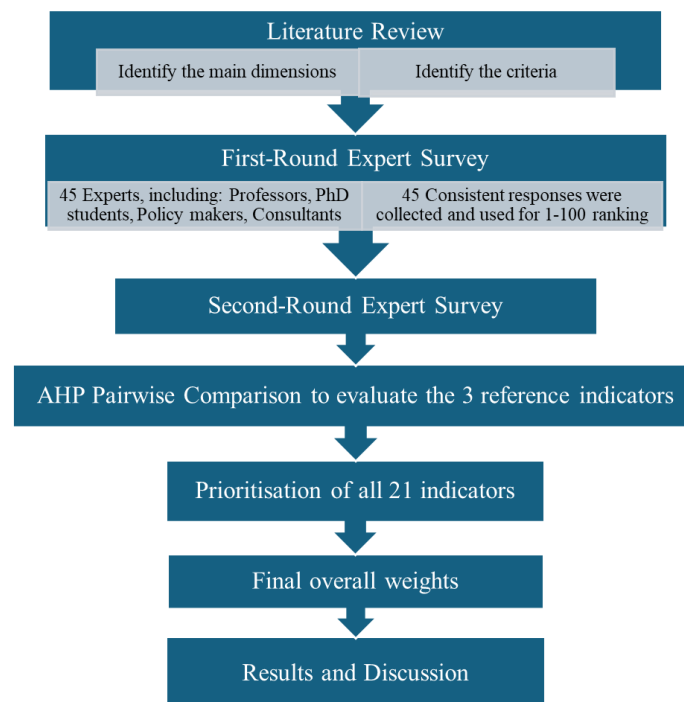 Literature Review
Identify the main dimensions
Identify the criteria
First-Round Expert Survey
45 Experts, including: Professors, PhD
students, Policy makers, Consultants
45 Consistent responses were
collected and used for 1-100 ranking
Second-Round Expert Survey
AHP Pairwise Comparison to evaluate the 3 reference indicators
Prioritisation of all 21 indicators
Final overall weights
Results and Discussion